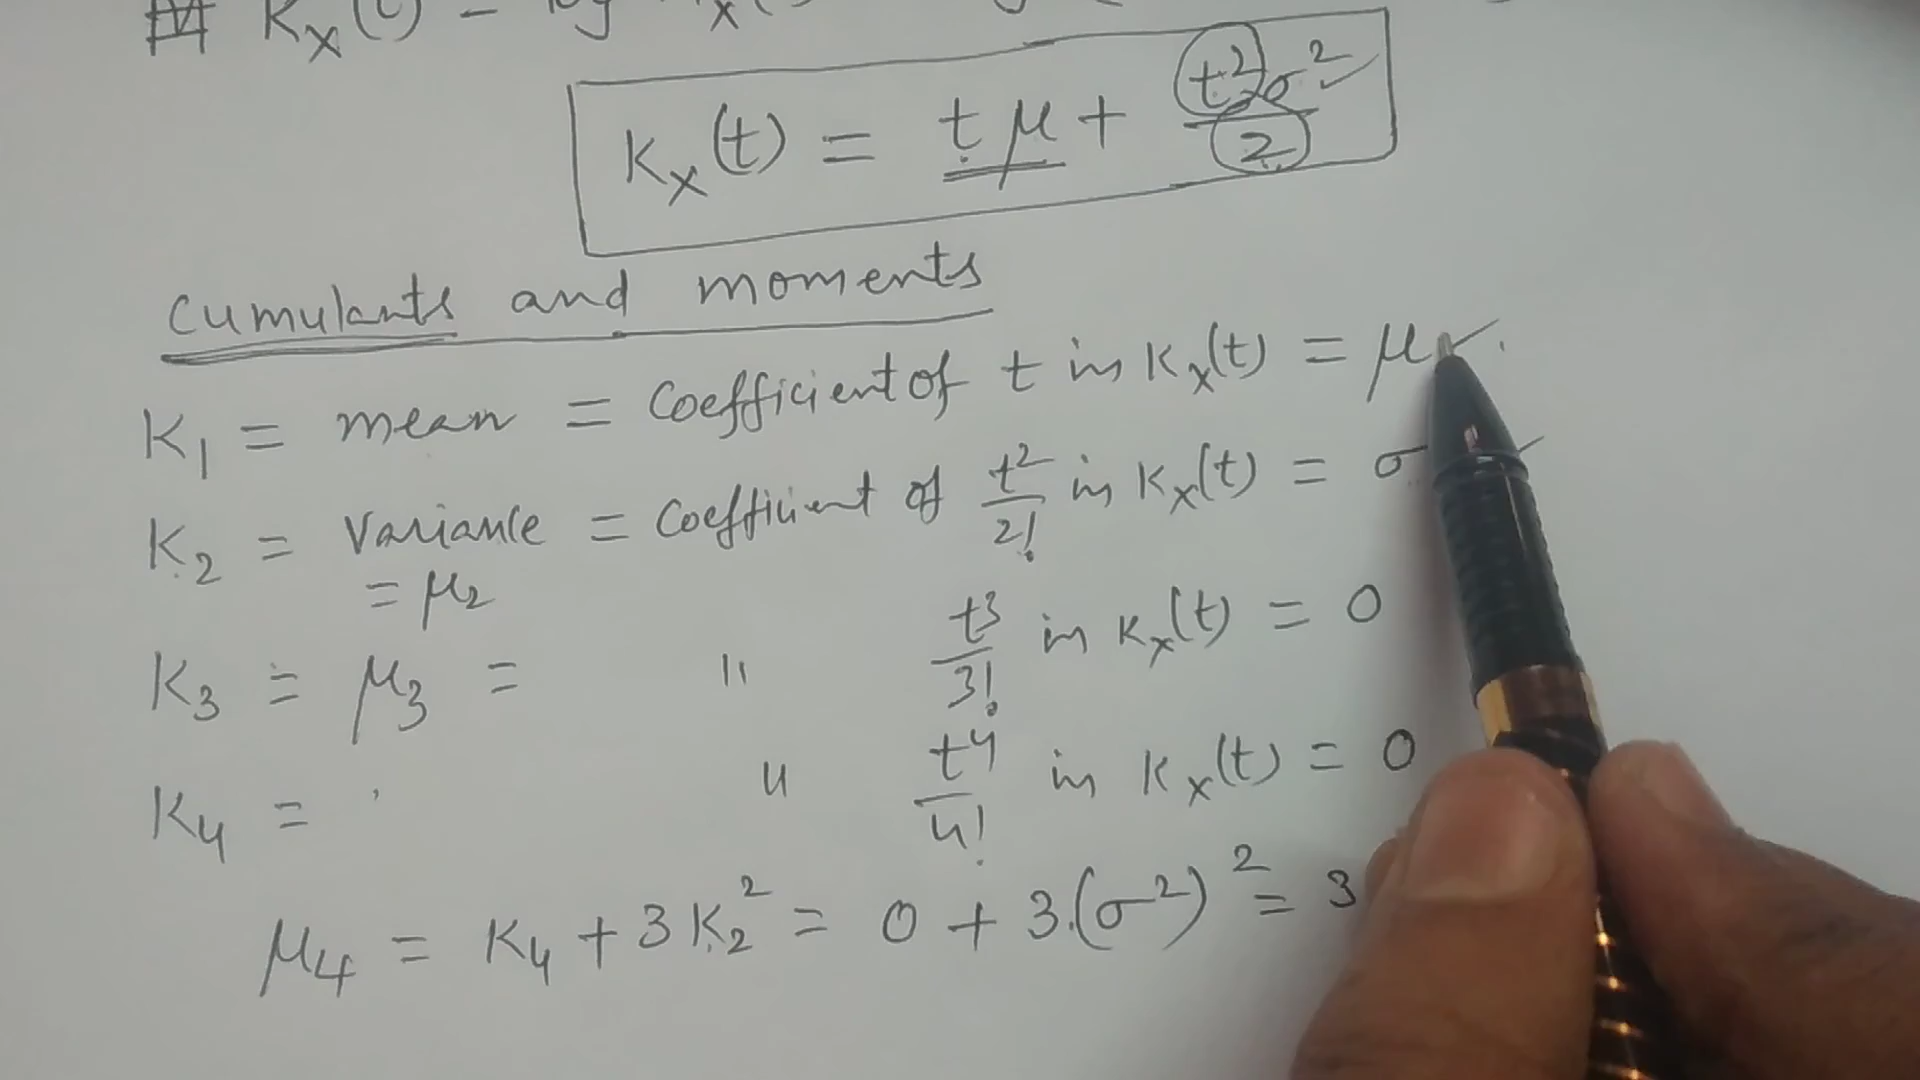 K_X(t) = log
K_X(t) = tμ + t²σ²/2
Cumulants and moments
K₁ = mean = Coefficient of t in K_X(t) = μ
K₂ = Variance = Coefficient of t²/2! in K_X(t) = σ
= μ₂
K₃ = μ₃ = " t³/3! in K_X(t) = 0
K₄ = " t⁴/4! in K_X(t) = 0
μ₄ = K₄ + 3K₂² = 0 + 3.(σ²)² = 3